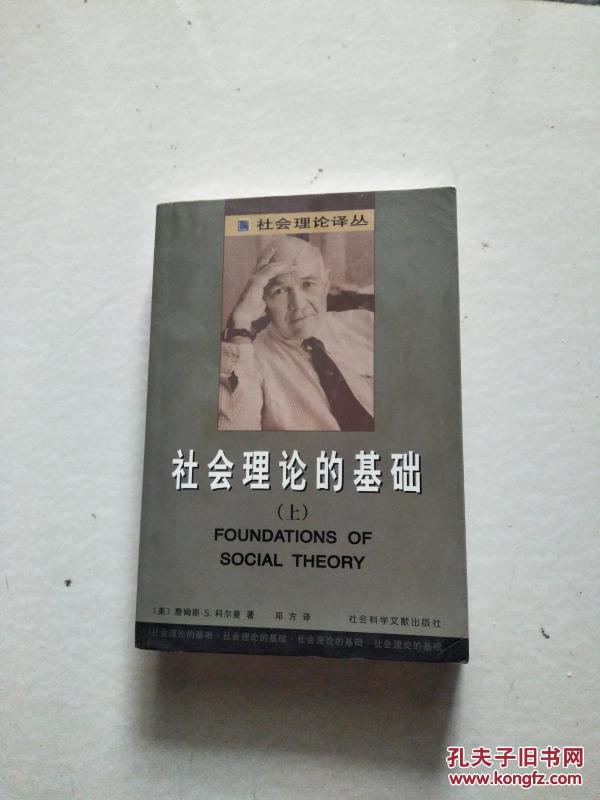 社会理论译丛
社会理论的基础
(上)
FOUNDATIONS OF
SOCIAL THEORY
〔美〕詹姆斯·S.科尔曼 著 邓方 译 社会科学文献出版社
社会理论的基础·社会理论的基础·社会理论的基础·社会理论的基础
孔夫子旧书网
www.kongfz.com